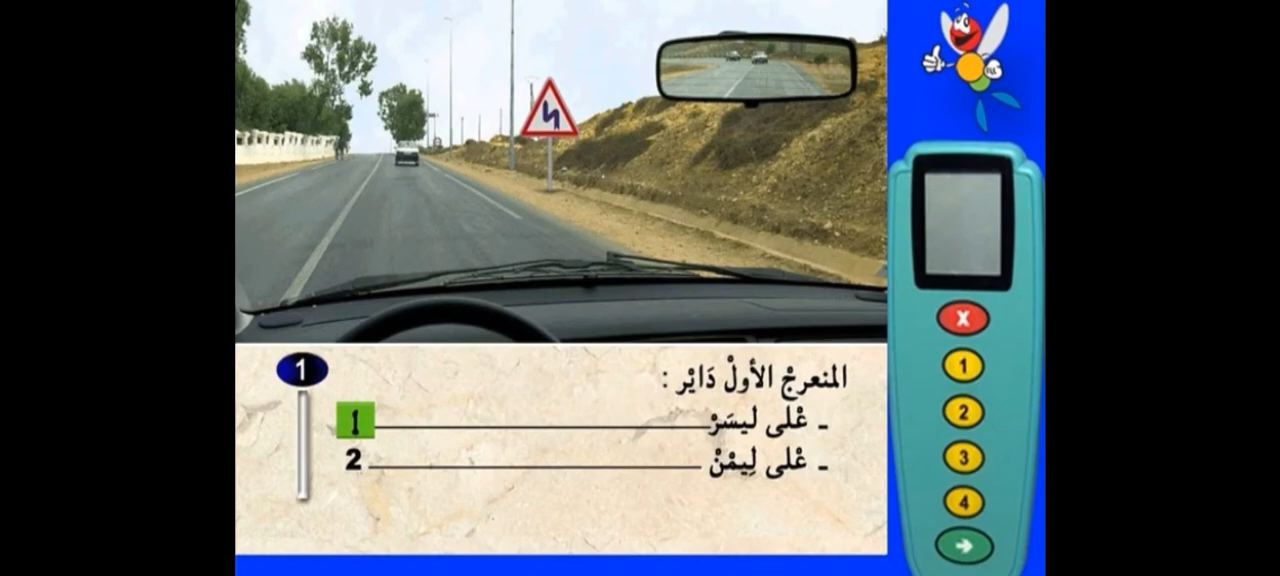 1
المنعرجْ الأولْ دَايْر :
ـ عْلى ليسَرْ 1
ـ عْلى لِيمْنْ 2
X
1
2
3
4